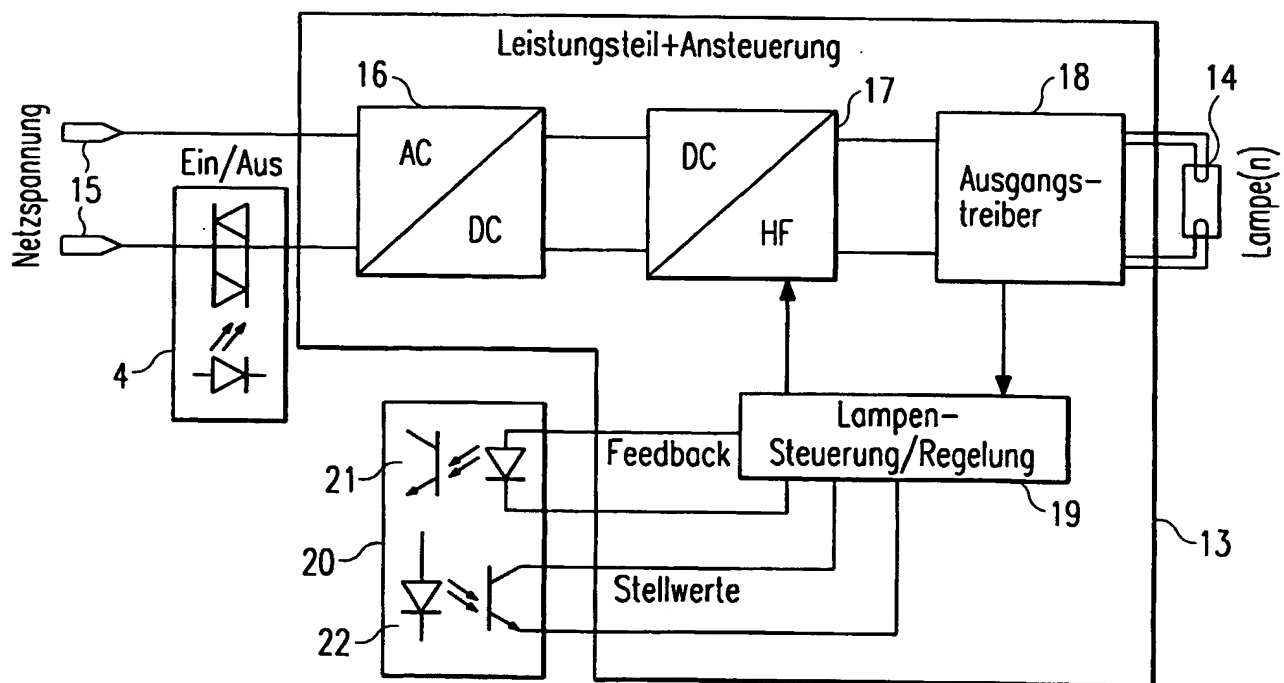 Leistungsteil+Ansteuerung
16
17
18
14
Netzspannung
15
Ein/Aus
AC
DC
DC
HF
Ausgangs-
treiber
Lampe(n)
4
Lampen-
Steuerung/Regelung
Feedback
21
19
13
20
Stellwerte
22